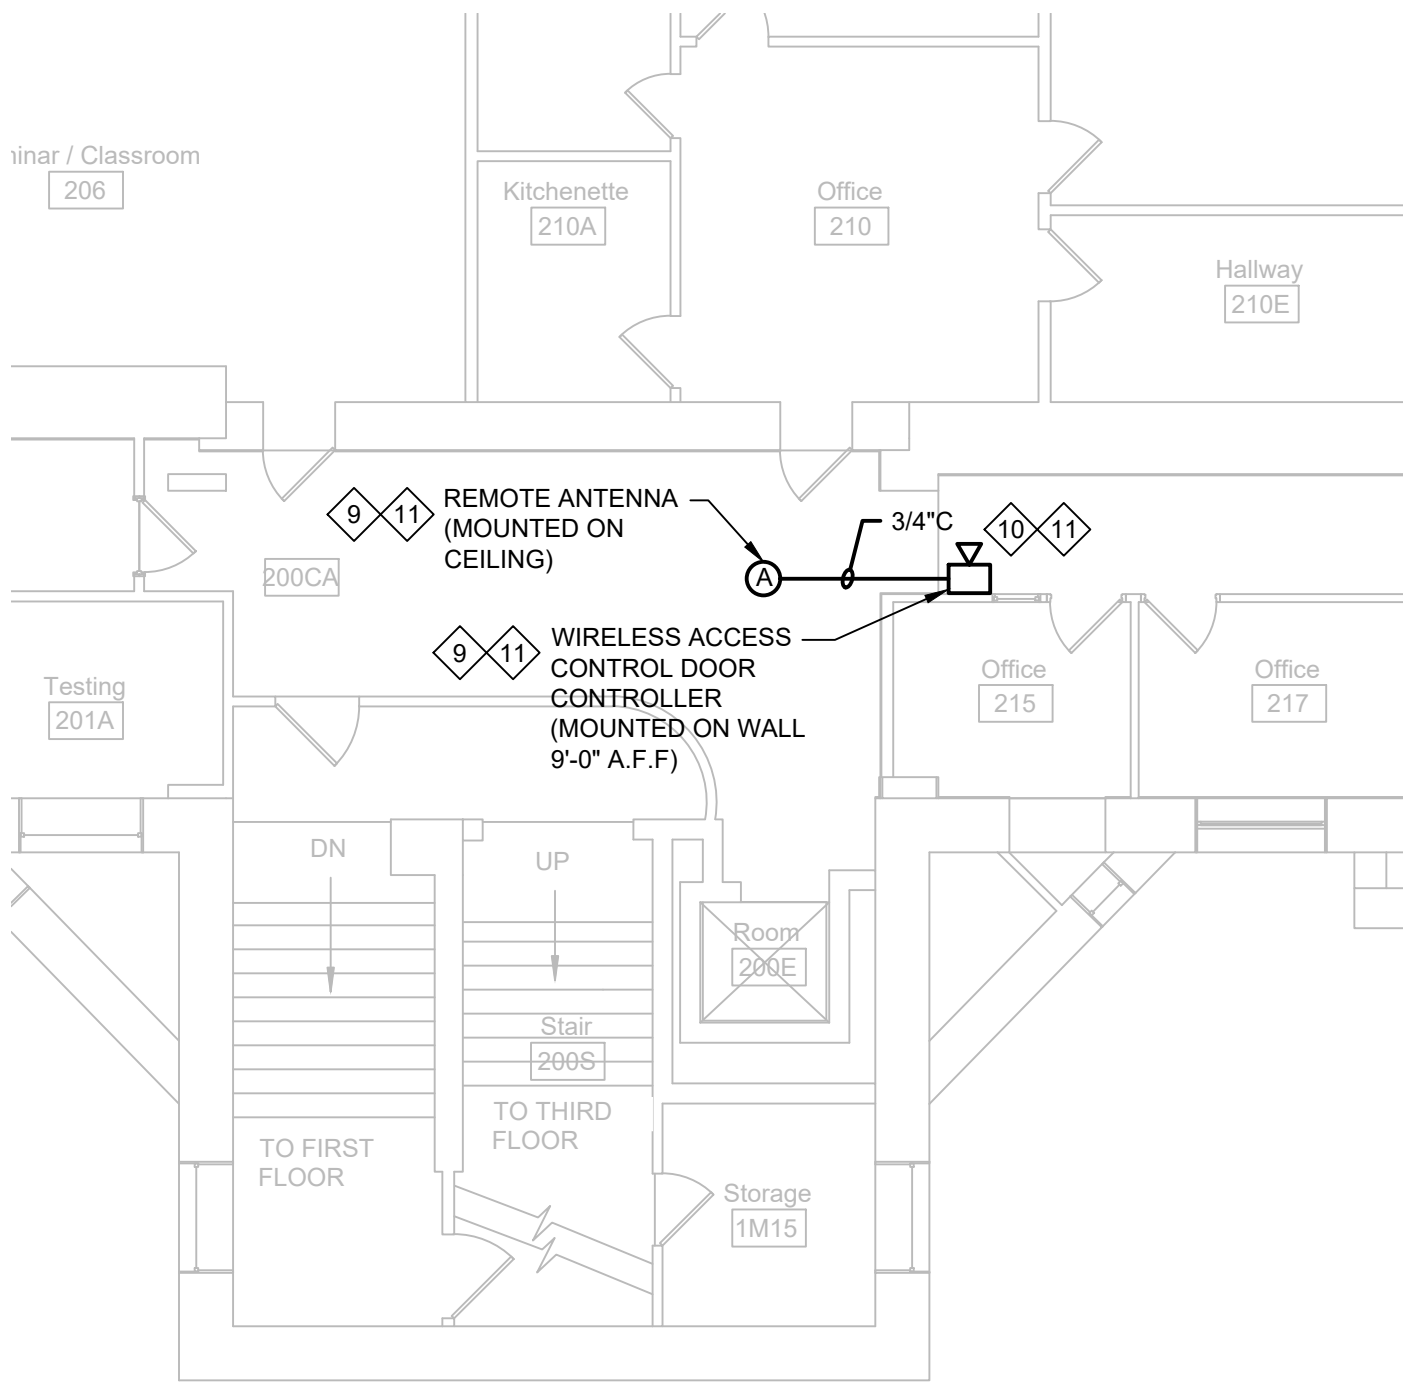 inar / Classroom
206
Kitchenette
210A
Office
210
Hallway
210E
9 11 REMOTE ANTENNA
(MOUNTED ON
CEILING)
3/4"C
10 11
200CA
A
9 11 WIRELESS ACCESS
CONTROL DOOR
CONTROLLER
(MOUNTED ON WALL
9'-0" A.F.F)
Testing
201A
Office
215
Office
217
DN
UP
Room
200E
Stair
200S
TO THIRD
FLOOR
TO FIRST
FLOOR
Storage
1M15